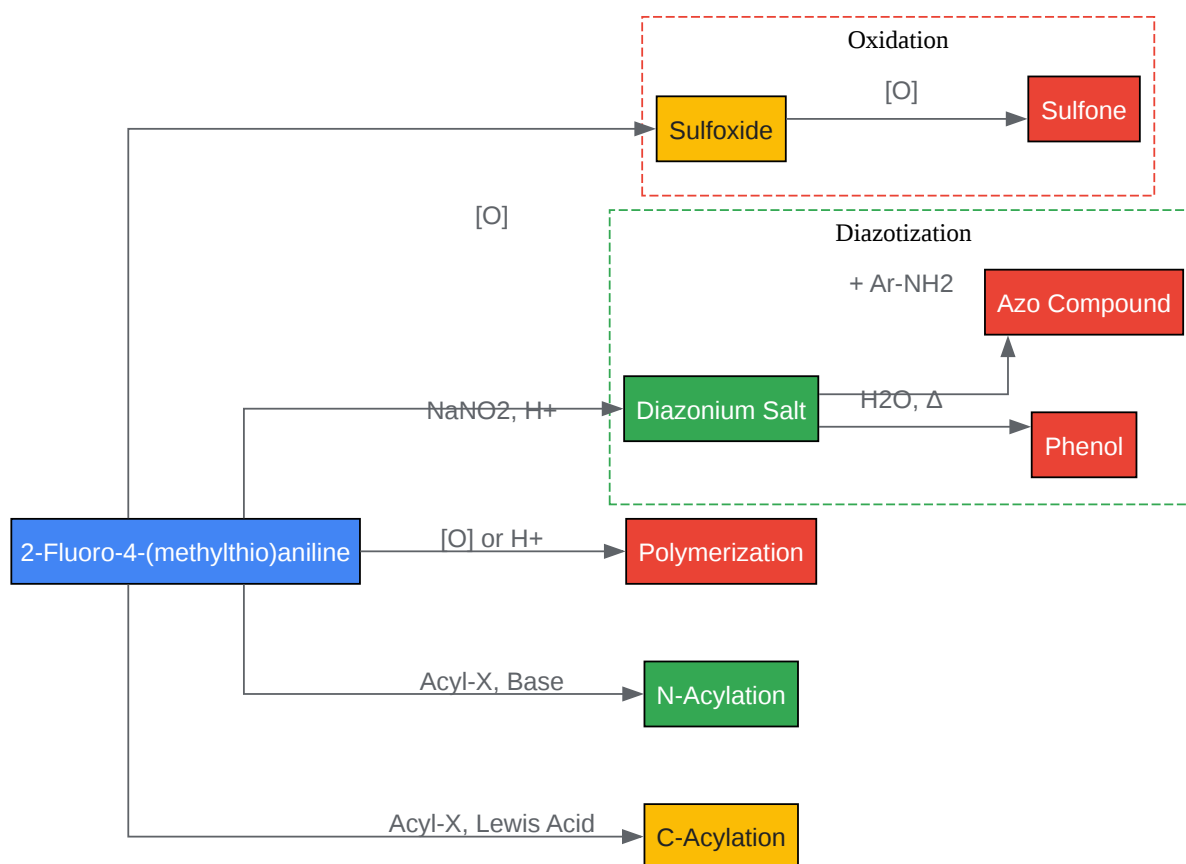 Oxidation
[O]
Sulfone
Sulfoxide
[O]
Diazotization
+ Ar-NH2
Azo Compound
NaNO2, H+
Diazonium Salt
H2O, Δ
Phenol
2-Fluoro-4-(methylthio)aniline
[O] or H+
Polymerization
Acyl-X, Base
N-Acylation
Acyl-X, Lewis Acid
C-Acylation